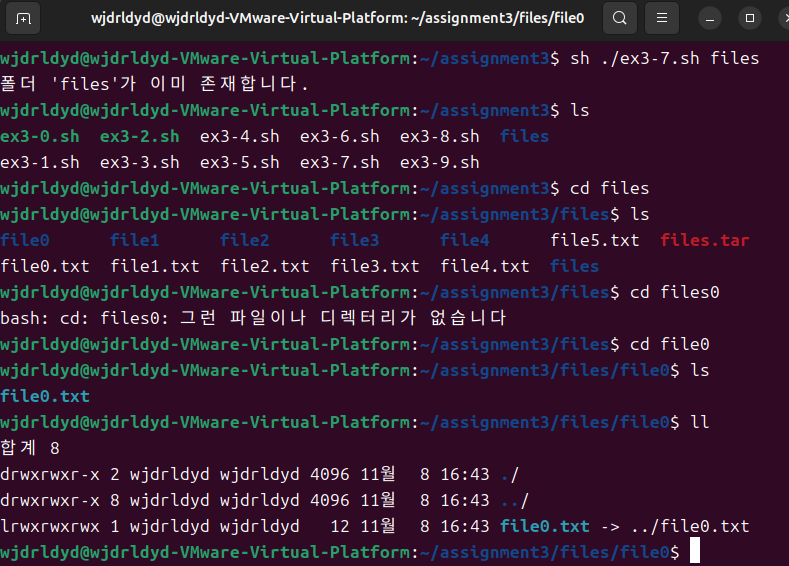 wjdrldyd@wjdrldyd-VMware-Virtual-Platform: ~/assignment3/files/file0
wjdrldyd@wjdrldyd-VMware-Virtual-Platform:~/assignment3$ sh ./ex3-7.sh files
폴더 'files'가 이미 존재합니다.
wjdrldyd@wjdrldyd-VMware-Virtual-Platform:~/assignment3$ ls
ex3-0.sh  ex3-2.sh  ex3-4.sh  ex3-6.sh  ex3-8.sh  files
ex3-1.sh  ex3-3.sh  ex3-5.sh  ex3-7.sh  ex3-9.sh
wjdrldyd@wjdrldyd-VMware-Virtual-Platform:~/assignment3$ cd files
wjdrldyd@wjdrldyd-VMware-Virtual-Platform:~/assignment3/files$ ls
file0      file1      file2      file3      file4      file5.txt  files.tar
file0.txt  file1.txt  file2.txt  file3.txt  file4.txt  files
wjdrldyd@wjdrldyd-VMware-Virtual-Platform:~/assignment3/files$ cd files0
bash: cd: files0: 그런 파일이나 디렉터리가 없습니다
wjdrldyd@wjdrldyd-VMware-Virtual-Platform:~/assignment3/files$ cd file0
wjdrldyd@wjdrldyd-VMware-Virtual-Platform:~/assignment3/files/file0$ ls
file0.txt
wjdrldyd@wjdrldyd-VMware-Virtual-Platform:~/assignment3/files/file0$ ll
합계 8
drwxrwxr-x 2 wjdrldyd wjdrldyd 4096 11월  8 16:43 ./
drwxrwxr-x 8 wjdrldyd wjdrldyd 4096 11월  8 16:43 ../
lrwxrwxrwx 1 wjdrldyd wjdrldyd   12 11월  8 16:43 file0.txt -> ../file0.txt
wjdrldyd@wjdrldyd-VMware-Virtual-Platform:~/assignment3/files/file0$